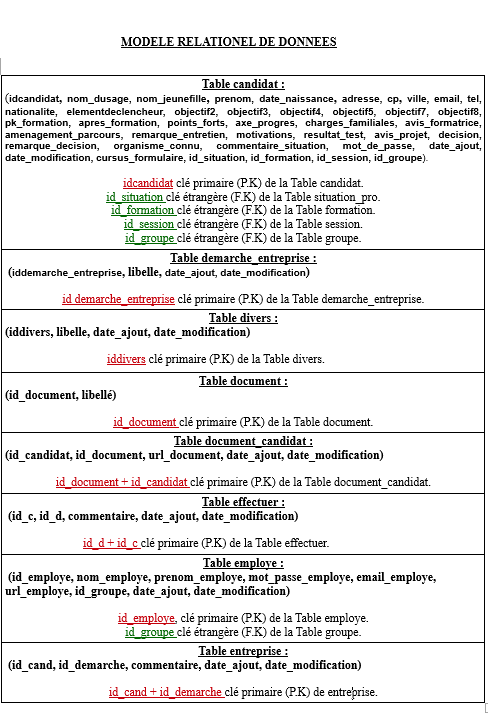 MODELE RELATIONEL DE DONNEES
Table candidat :
(idcandidat, nom_dusage, nom_jeunefille, prenom, date_naissance, adresse, cp, ville, email, tel,
nationalite, elementdeclencheur, objectif2, objectif3, objectif4, objectif5, objectif7, objectif8,
pk_formation, apres_formation, points_forts, axe_progres, charges_familiales, avis_formatrice,
amenagement_parcours, remarque_entretien, motivations, resultat_test, avis_projet, decision,
remarque_decision, organisme_connu, commentaire_situation, mot_de_passe, date_ajout,
date_modification, cursus_formulaire, id_situation, id_formation, id_session, id_groupe).
idcandidat clé primaire (P.K) de la Table candidat.
id_situation clé étrangère (F.K) de la Table situation_pro.
id_formation clé étrangère (F.K) de la Table formation.
id_session clé étrangère (F.K) de la Table session.
id_groupe clé étrangère (F.K) de la Table groupe.
Table demarche_entreprise :
(iddemarche_entreprise, libelle, date_ajout, date_modification)
id demarche_entreprise clé primaire (P.K) de la Table demarche_entreprise.
Table divers :
(iddivers, libelle, date_ajout, date_modification)
iddivers clé primaire (P.K) de la Table divers.
Table document :
(id_document, libellé)
id_document clé primaire (P.K) de la Table document.
Table document_candidat :
(id_candidat, id_document, url_document, date_ajout, date_modification)
id_document + id_candidat clé primaire (P.K) de la Table document_candidat.
Table effectuer :
(id_c, id_d, commentaire, date_ajout, date_modification)
id_d + id_c clé primaire (P.K) de la Table effectuer.
Table employe :
(id_employe, nom_employe, prenom_employe, mot_passe_employe, email_employe,
url_employe, id_groupe, date_ajout, date_modification)
id_employe, clé primaire (P.K) de la Table employe.
id_groupe clé étrangère (F.K) de la Table groupe.
Table entreprise :
(id_cand, id_demarche, commentaire, date_ajout, date_modification)
id_cand + id_demarche clé primaire (P.K) de entreprise.